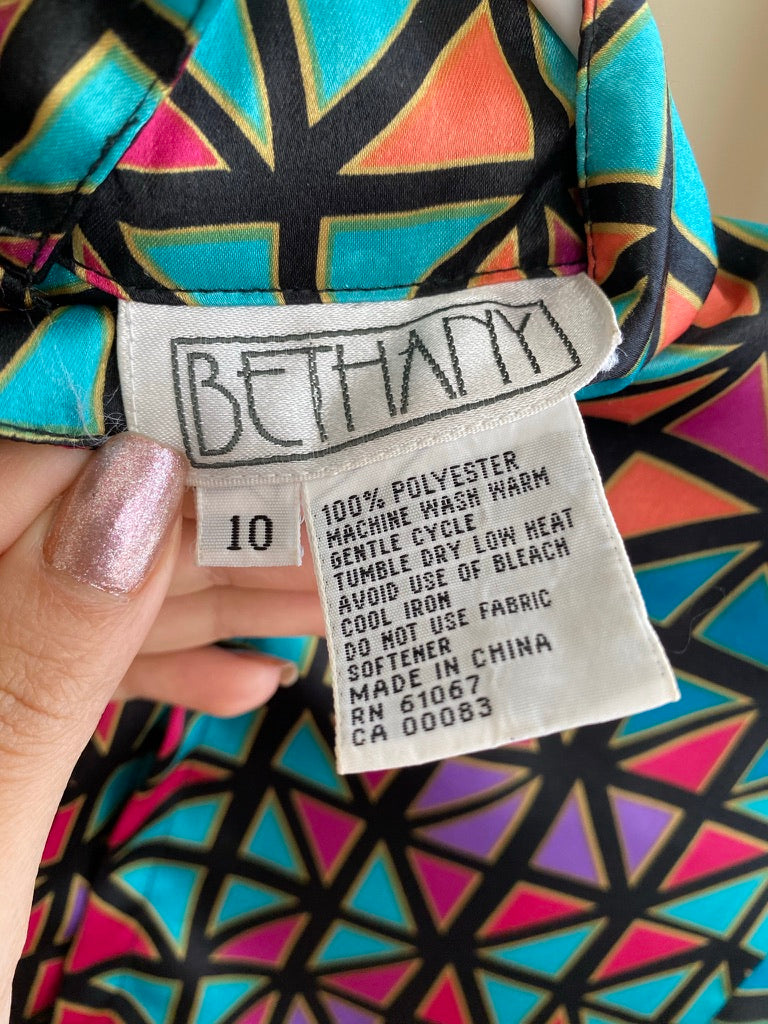 BETHANY
10
100% POLYESTER
MACHINE WASH WARM
GENTLE CYCLE
TUMBLE DRY LOW HEAT
AVOID USE OF BLEACH
COOL IRON
DO NOT USE FABRIC
SOFTENER
MADE IN CHINA
RN 61067
CA 00083